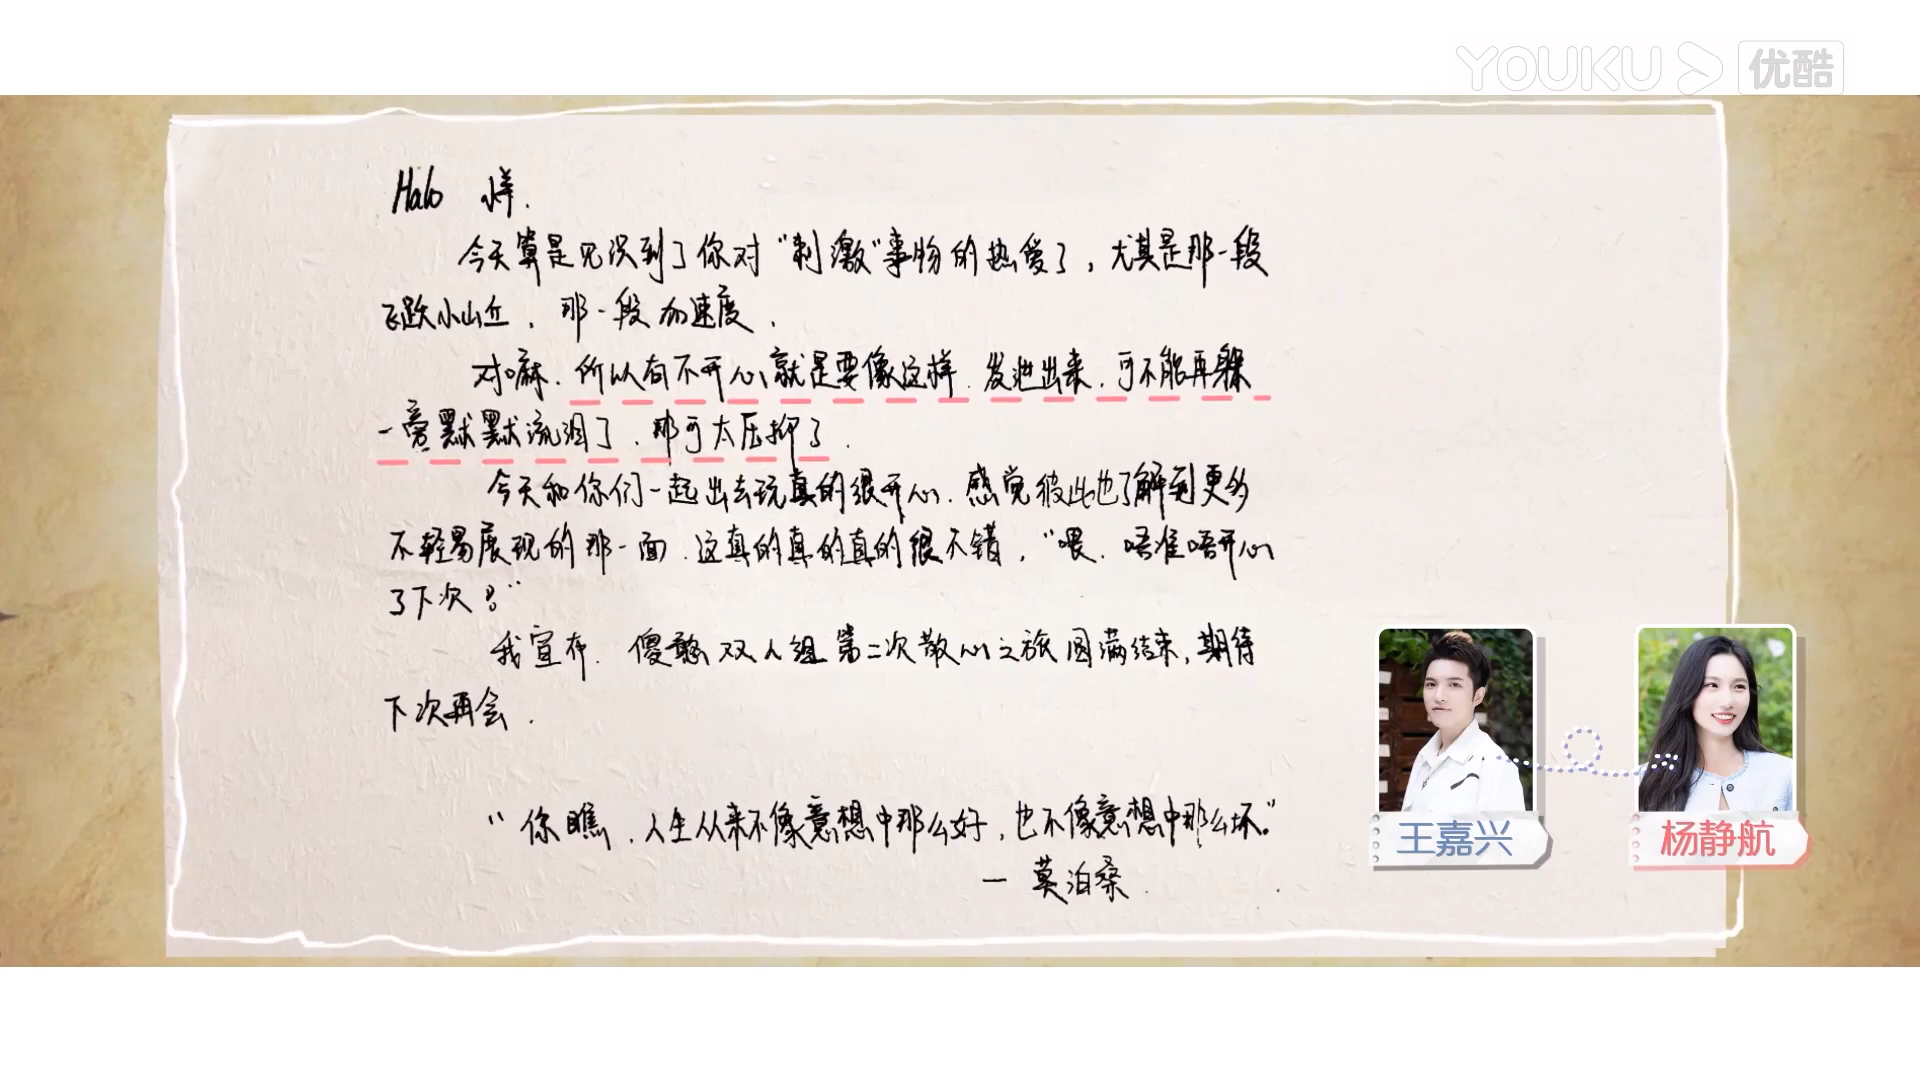 YOUKU 优酷
Halo 烊.
今天算是见识到了你对“刺激”事物的热爱了,尤其是那一段
飞跃小山丘,那一段加速度.
对嘛.所以有不开心就是要像这样.发泄出来.可不能再躲
一旁默默流泪了.那可太压抑了.
今天和你们一起出去玩真的很开心.感觉彼此也了解到更多
不轻易展现的那一面.这真的真的真的很不错.“喂.唔准唔开心
了下次?”
我宣布.傻憨双人组第二次散心之旅圆满结束,期待
下次再会.
“你瞧.人生从来不像意想中那么好,也不像意想中那么坏。”
— 莫泊桑.
王嘉兴
杨静航